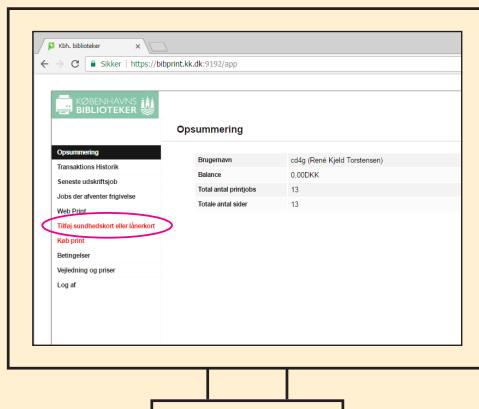 Kbh. biblioteker
Sikker | https://bibprint.kk.dk:9192/app
KØBENHAVNS
BIBLIOTEKER
Opsummering
Opsummering
Transaktions Historik
Seneste udskriftsjob
Jobs der afventer frigivelse
Web Print
Tilføj sundhedskort eller lånerkort
Køb print
Betingelser
Vejledning og priser
Log af
Brugernavn cd4g (René Kjeld Torstensen)
Balance 0,00DKK
Total antal printjobs 13
Totale antal sider 13